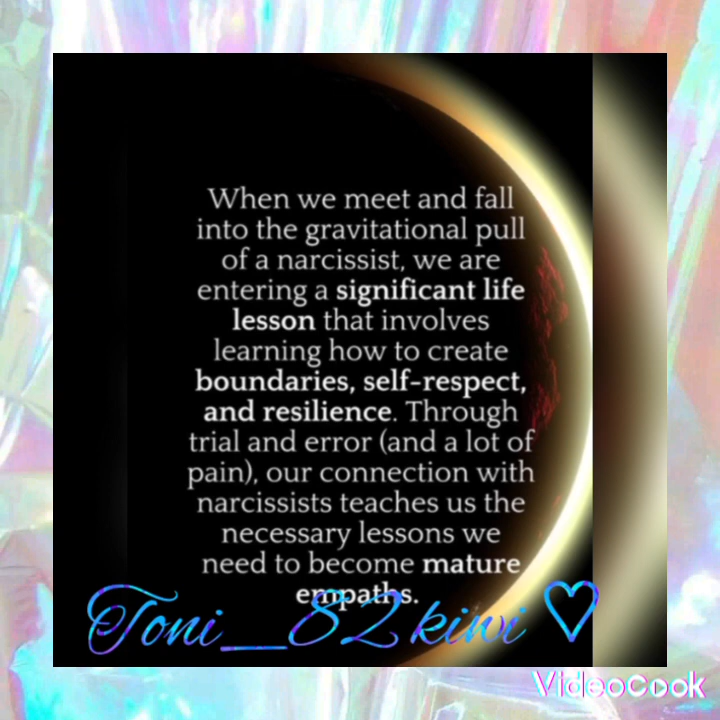 When we meet and fall
into the gravitational pull
of a narcissist, we are
entering a significant life
lesson that involves
learning how to create
boundaries, self-respect,
and resilience. Through
trial and error (and a lot of
pain), our connection with
narcissists teaches us the
necessary lessons we
need to become mature
empaths.
Toni_82kiwi♡
VideoCook